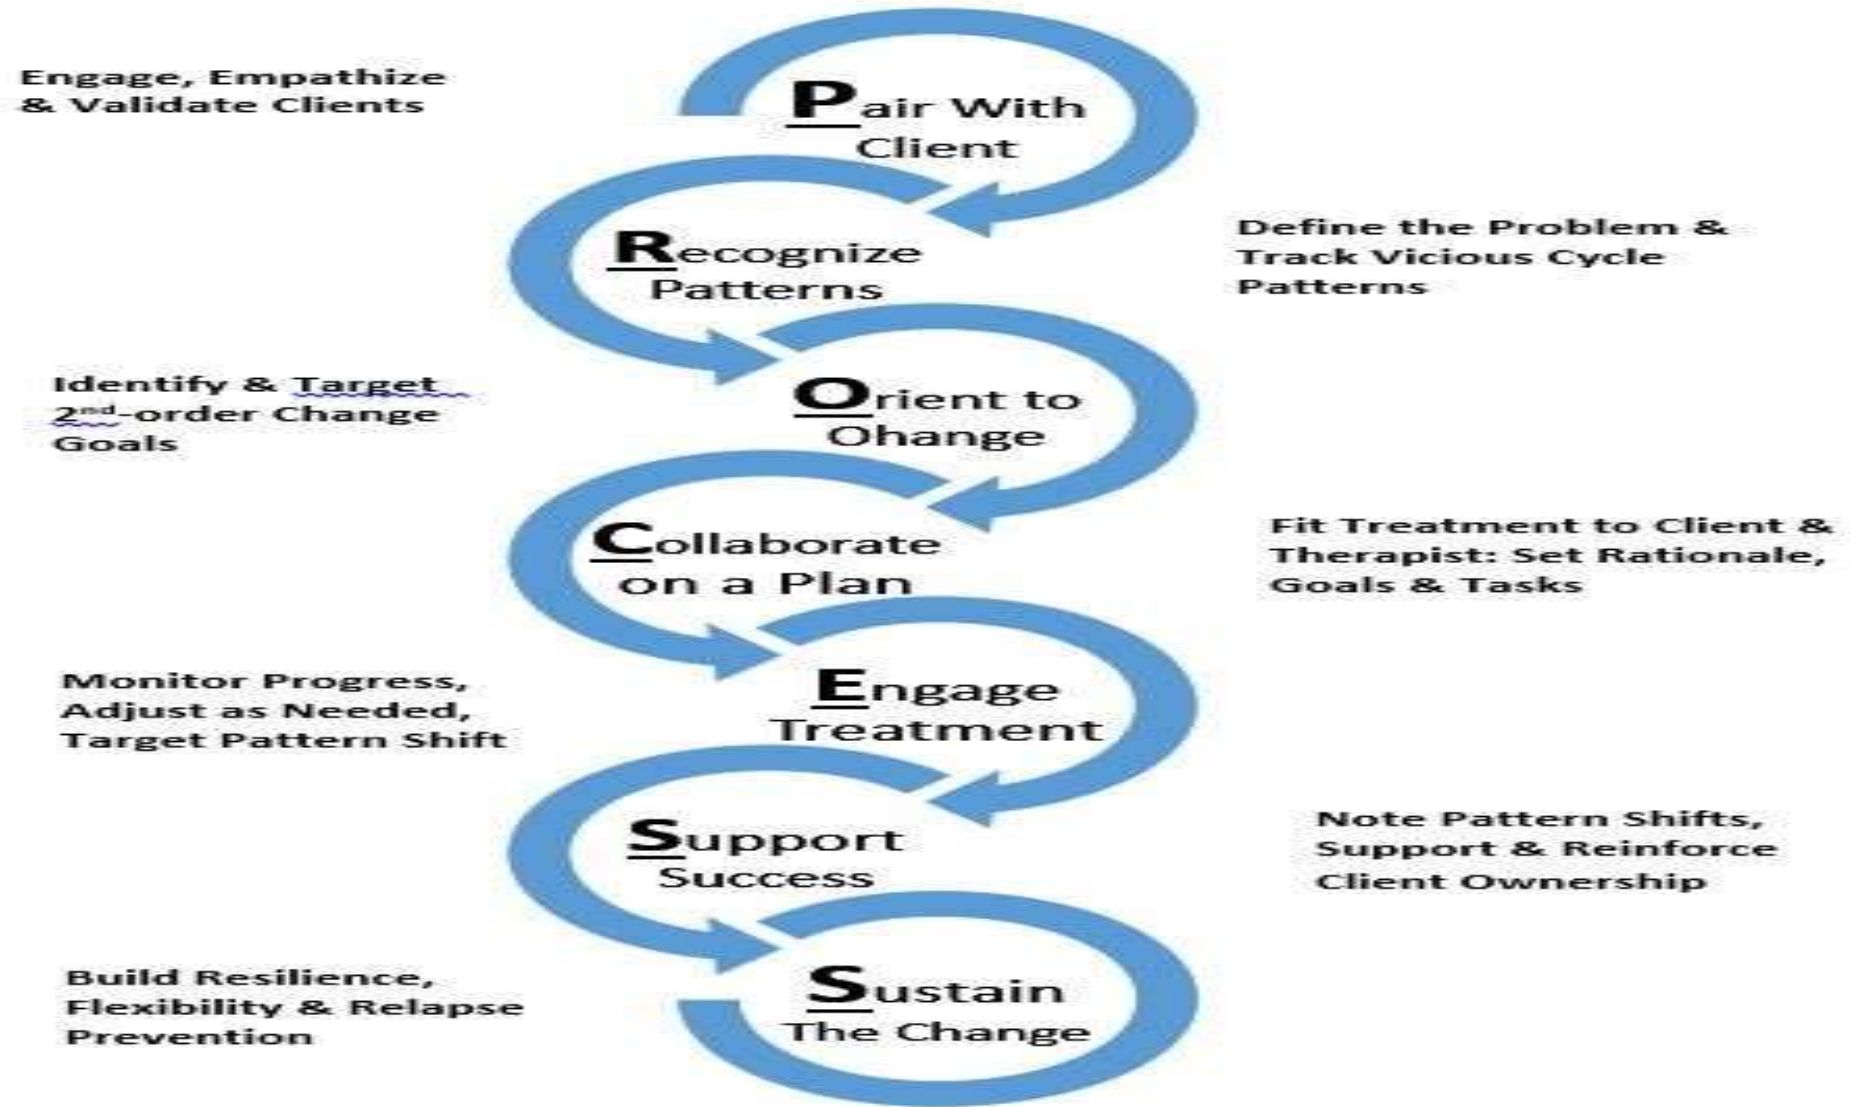 Engage, Empathize
& Validate Clients
Pair With
Client
Recognize
Patterns
Define the Problem &
Track Vicious Cycle
Patterns
Identify & Target
2nd-order Change
Goals
Orient to
Ohange
Collaborate
on a Plan
Fit Treatment to Client &
Therapist: Set Rationale,
Goals & Tasks
Monitor Progress,
Adjust as Needed,
Target Pattern Shift
Engage
Treatment
Support
Success
Note Pattern Shifts,
Support & Reinforce
Client Ownership
Build Resilience,
Flexibility & Relapse
Prevention
Sustain
The Change